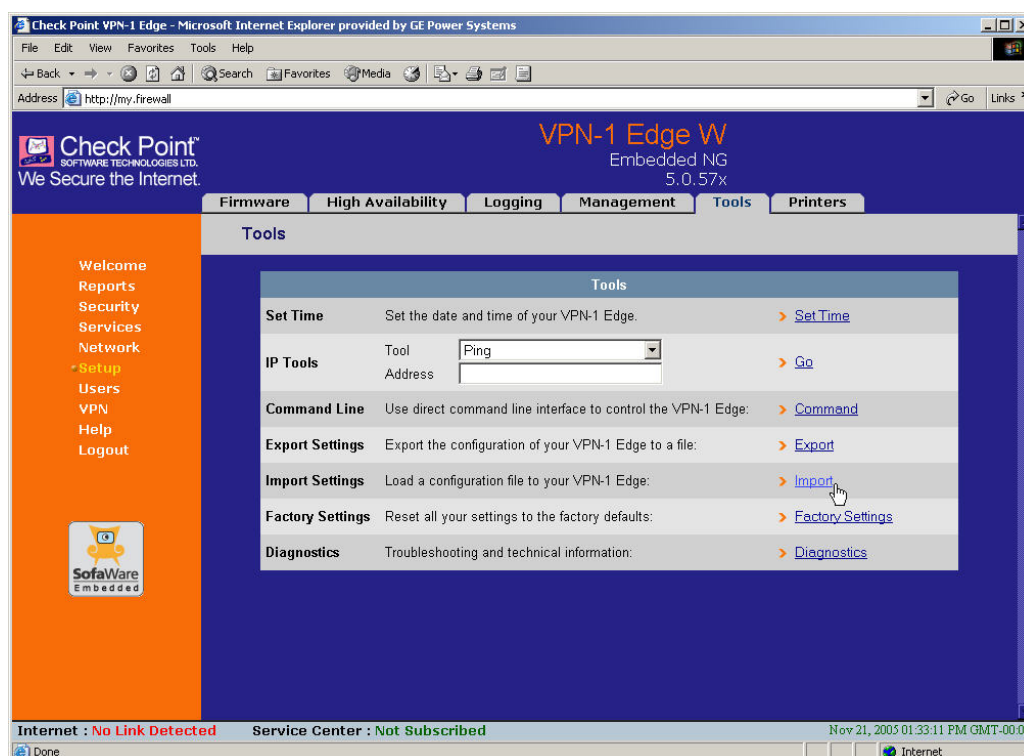 Check Point VPN-1 Edge - Microsoft Internet Explorer provided by GE Power Systems
File Edit View Favorites Tools Help
Back Search Favorites Media
Address http://my.firewall Go Links
Check Point™
SOFTWARE TECHNOLOGIES LTD.
We Secure the Internet.
VPN-1 Edge W
Embedded NG
5.0.57x
Firmware High Availability Logging Management Tools Printers
Tools
Welcome
Reports
Security
Services
Network
Setup
Users
VPN
Help
Logout
SofaWare
Embedded
Tools
Set Time Set the date and time of your VPN-1 Edge. Set Time
IP Tools Tool Ping Go
Address
Command Line Use direct command line interface to control the VPN-1 Edge: Command
Export Settings Export the configuration of your VPN-1 Edge to a file: Export
Import Settings Load a configuration file to your VPN-1 Edge: Import
Factory Settings Reset all your settings to the factory defaults: Factory Settings
Diagnostics Troubleshooting and technical information: Diagnostics
Internet : No Link Detected Service Center : Not Subscribed Nov 21, 2005 01:33:11 PM GMT-00:0
Done Internet